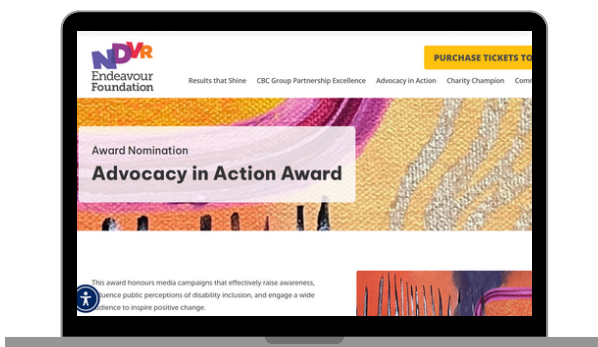 NDVR
Endeavour
Foundation
PURCHASE TICKETS TO
Results that Shine CBC Group Partnership Excellence Advocacy in Action Charity Champion Comm
Award Nomination
Advocacy in Action Award
This award honours media campaigns that effectively raise awareness,
fluence public perceptions of disability inclusion, and engage a wide
udience to inspire positive change.